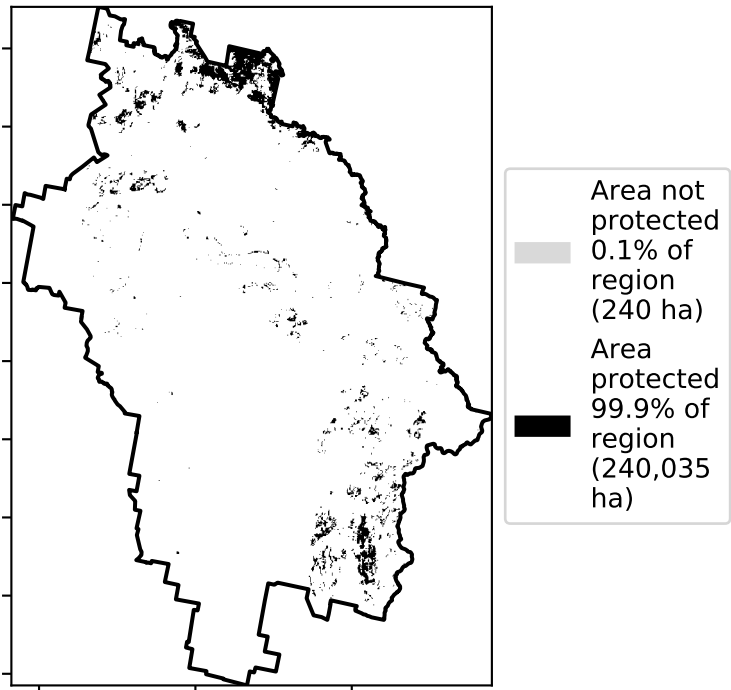 Area not
protected
0.1% of
region
(240 ha)
Area
protected
99.9% of
region
(240,035
ha)